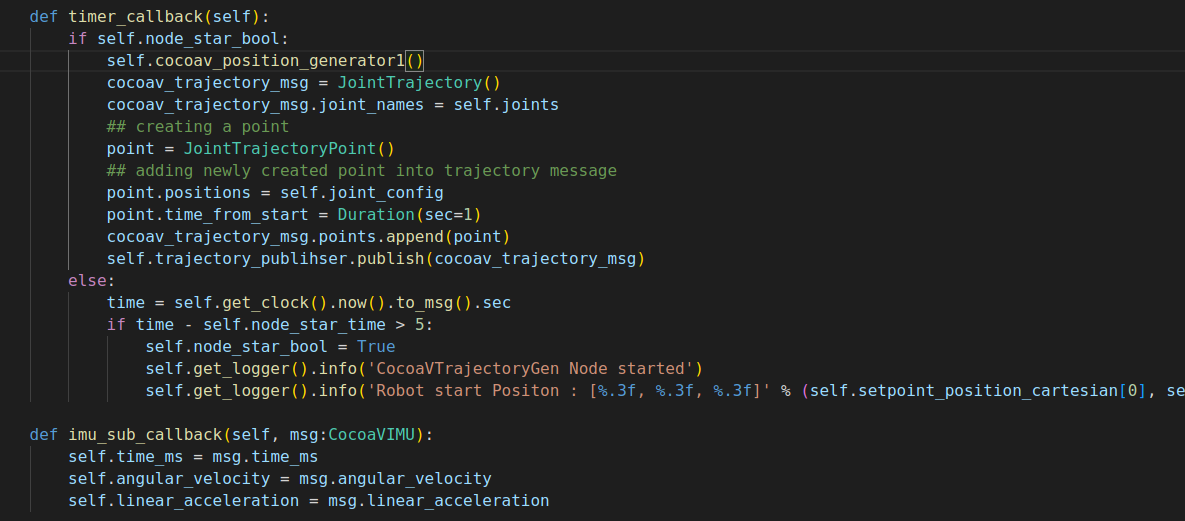 def timer_callback(self):
if self.node_star_bool:
self.cocoav_position_generator1()
cocoav_trajectory_msg = JointTrajectory()
cocoav_trajectory_msg.joint_names = self.joints
## creating a point
point = JointTrajectoryPoint()
## adding newly created point into trajectory message
point.positions = self.joint_config
point.time_from_start = Duration(sec=1)
cocoav_trajectory_msg.points.append(point)
self.trajectory_publihser.publish(cocoav_trajectory_msg)
else:
time = self.get_clock().now().to_msg().sec
if time - self.node_star_time > 5:
self.node_star_bool = True
self.get_logger().info('CocoaVTrajectoryGen Node started')
self.get_logger().info('Robot start Positon : [%.3f, %.3f, %.3f]' % (self.setpoint_position_cartesian[0], se
def imu_sub_callback(self, msg:CocoaVIMU):
self.time_ms = msg.time_ms
self.angular_velocity = msg.angular_velocity
self.linear_acceleration = msg.linear_acceleration